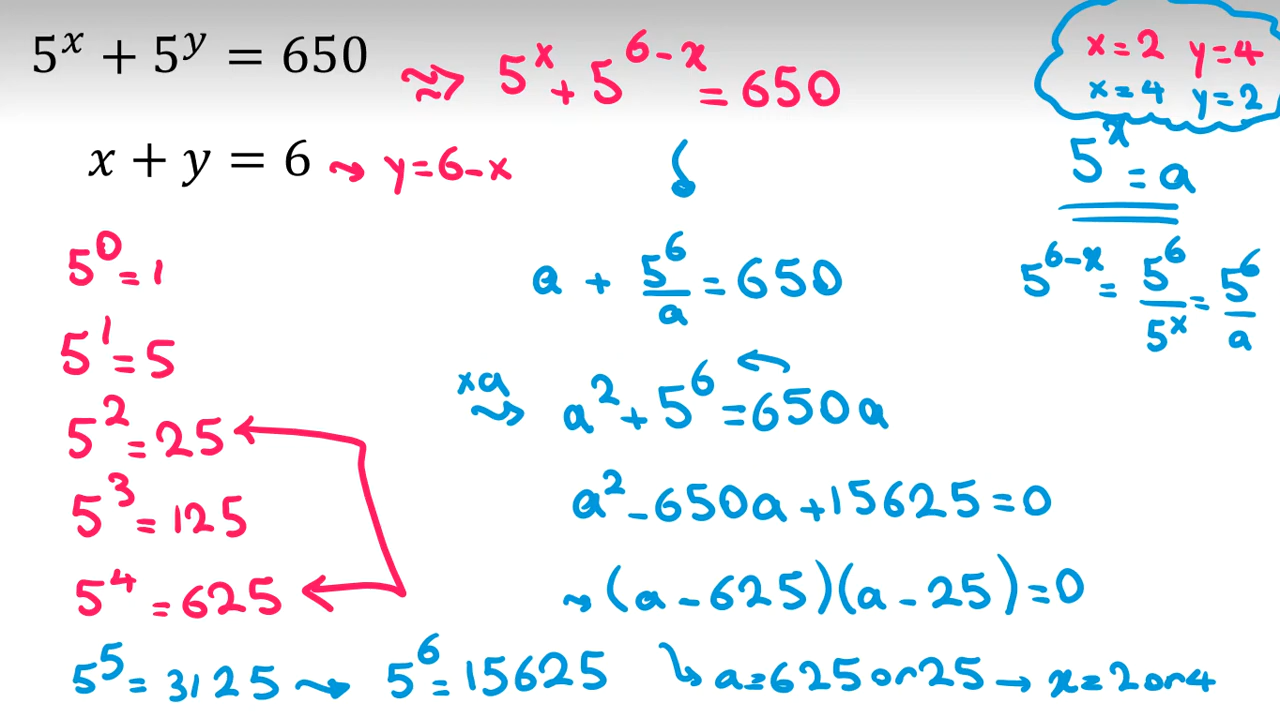 5^x + 5^y = 650 ⇝ 5^x + 5^(6-x) = 650
x + y = 6 ⇝ y = 6-x
x=2 y=4
x=4 y=2
5^x = a
5^(6-x) = 5^6/5^x = 5^6/a
5^0 = 1
5^1 = 5
5^2 = 25
5^3 = 125
5^4 = 625
5^5 = 3125 ⇝ 5^6 = 15625
a + 5^6/a = 650
xa ⇝ a^2 + 5^6 = 650a
a^2 - 650a + 15625 = 0
⇝ (a - 625)(a - 25) = 0
↳ a = 625 or 25 → x = 2 or 4